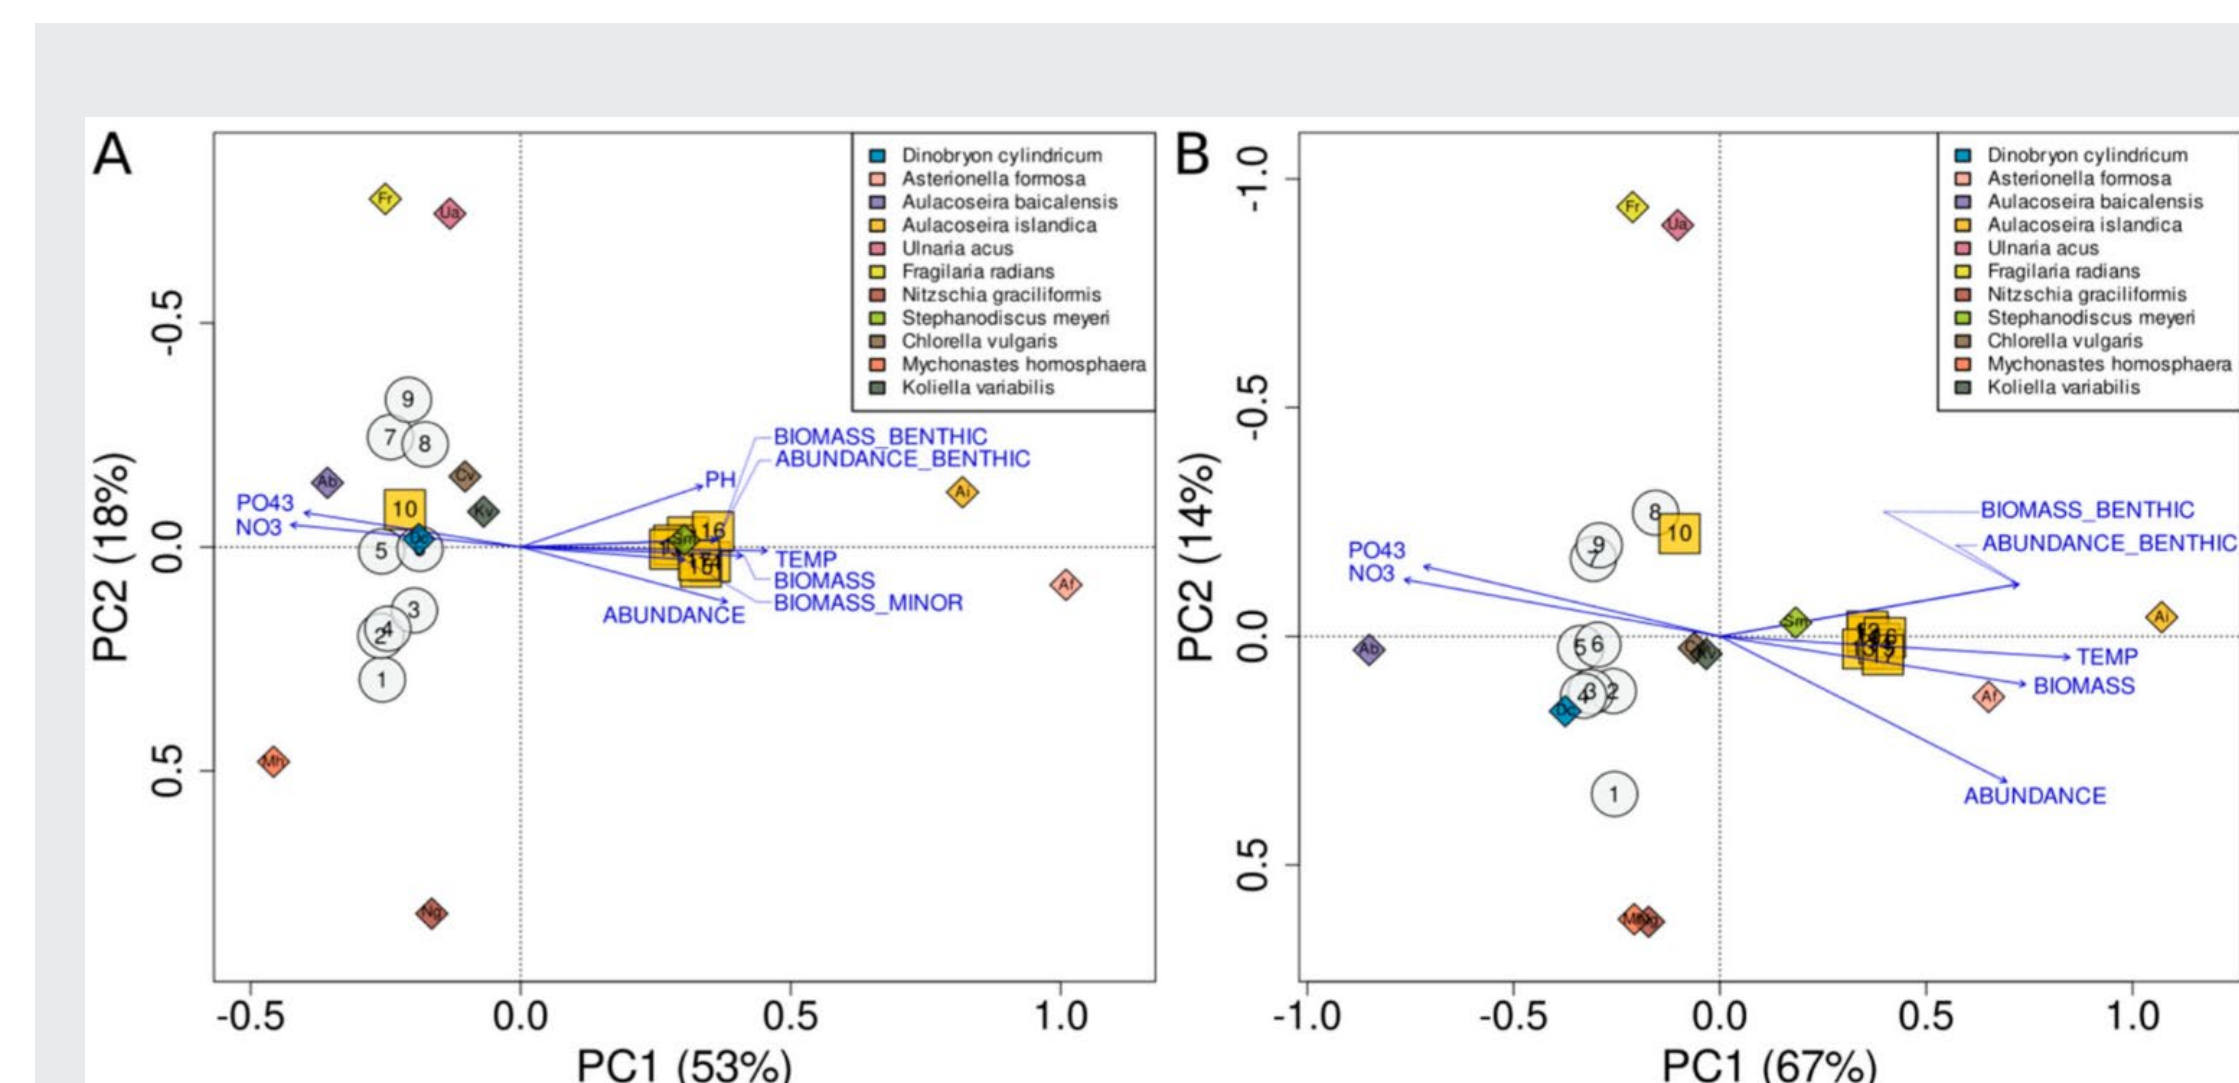 A
Dinobryon cylindricum
Asterionella formosa
Aulacoseira baicalensis
Aulacoseira islandica
Ulnaria acus
Fragilaria radians
Nitzschia graciliformis
Stephanodiscus meyeri
Chlorella vulgaris
Mychonastes homosphaera
Koliella variabilis
Fr
Ua
-0.5
9
7
8
BIOMASS_BENTHIC
ABUNDANCE_BENTHIC
PH
Ab
Cv
Ai
PO43
10
Kv
NO3
16
Dc
Sm
0.0
5
TEMP
BIOMASS
Af
BIOMASS_MINOR
ABUNDANCE
3
4
2
1
PC2 (18%)
Mh
0.5
Ng
-0.5
0.0
0.5
1.0
PC1 (53%)
B
Dinobryon cylindricum
Asterionella formosa
Aulacoseira baicalensis
Aulacoseira islandica
Ulnaria acus
Fragilaria radians
Nitzschia graciliformis
Stephanodiscus meyeri
Chlorella vulgaris
Mychonastes homosphaera
Koliella variabilis
-1.0
Fr
Ua
-0.5
8
10
BIOMASS_BENTHIC
9
7
ABUNDANCE_BENTHIC
PO43
NO3
Sm
Ai
0.0
Ab
5
6
Kv
TEMP
BIOMASS
Af
4
3
2
Dc
1
ABUNDANCE
PC2 (14%)
0.5
Mh
Ng
-1.0
-0.5
0.0
0.5
1.0
PC1 (67%)